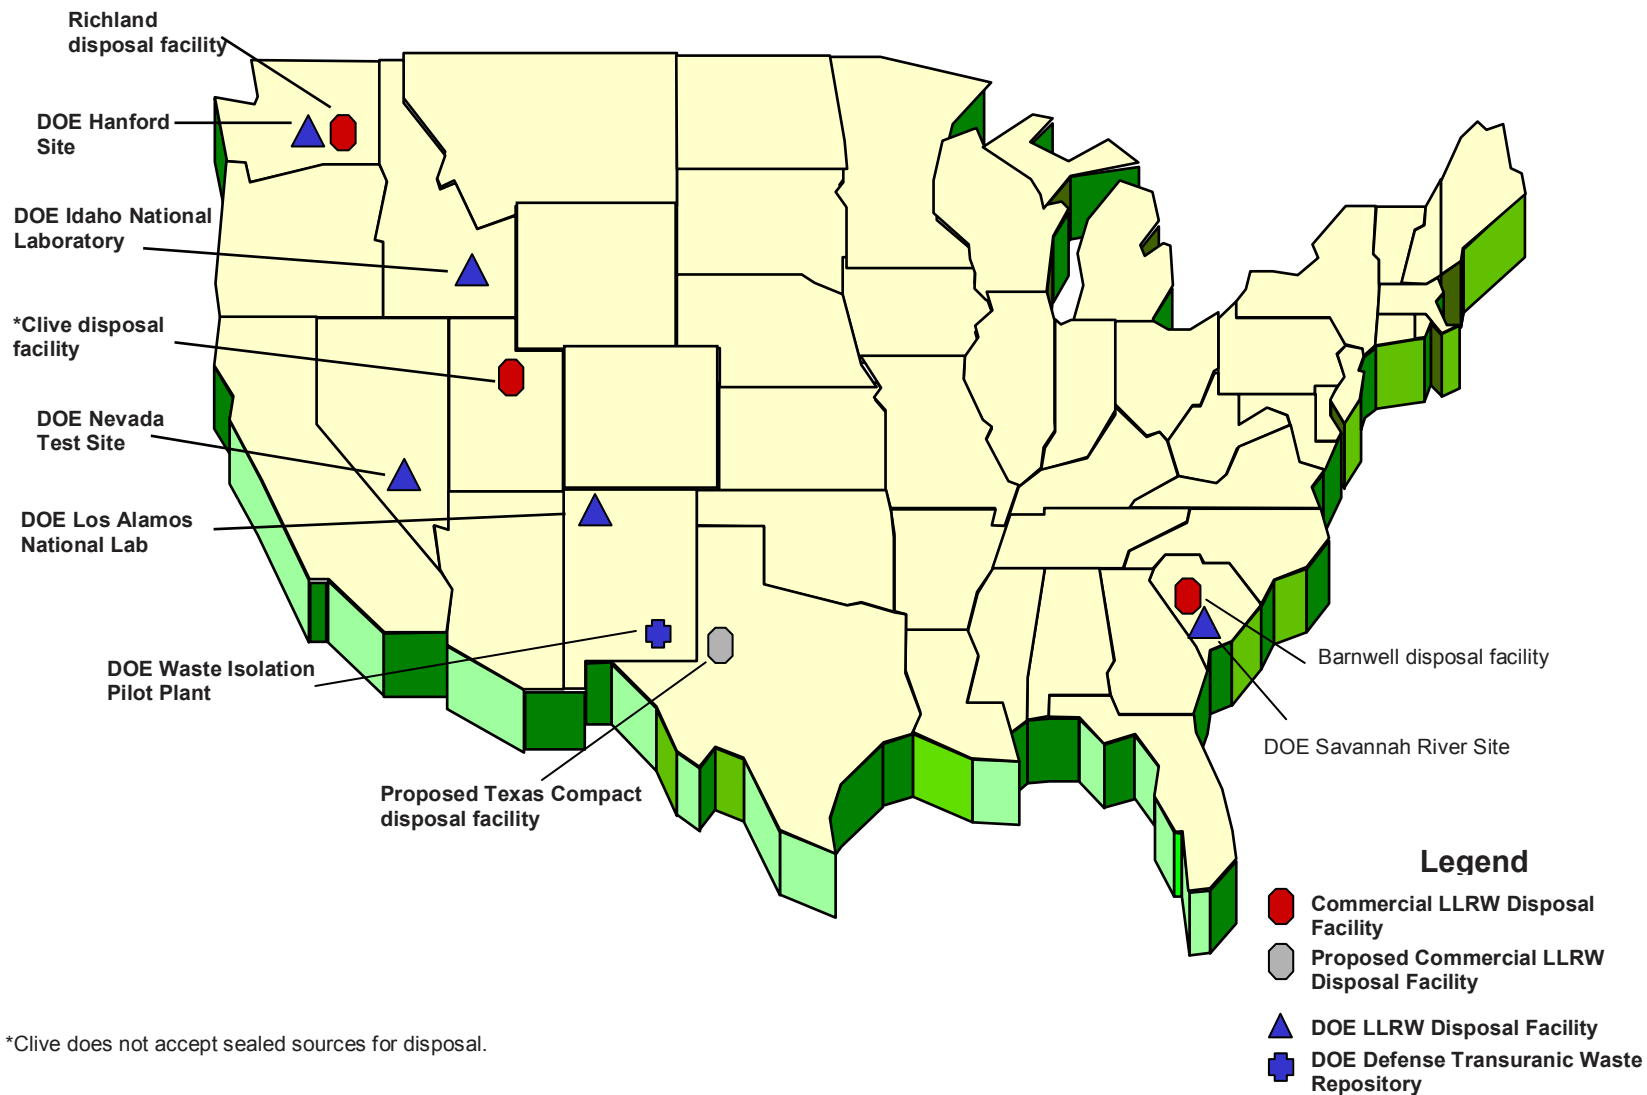 Richland
disposal facility
DOE Hanford
Site
DOE Idaho National
Laboratory
*Clive disposal
facility
DOE Nevada
Test Site
DOE Los Alamos
National Lab
DOE Waste Isolation
Pilot Plant
Proposed Texas Compact
disposal facility
Barnwell disposal facility
DOE Savannah River Site
Legend
Commercial LLRW Disposal
Facility
Proposed Commercial LLRW
Disposal Facility
DOE LLRW Disposal Facility
DOE Defense Transuranic Waste
Repository
*Clive does not accept sealed sources for disposal.